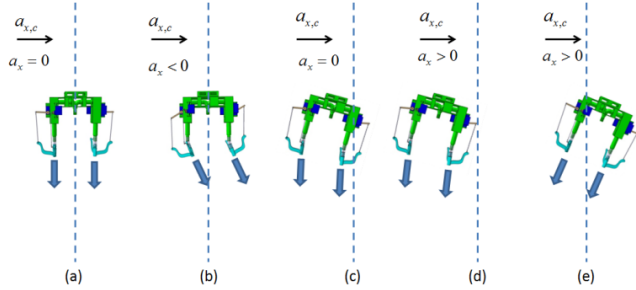 a_{x,c} a_{x,c} a_{x,c} a_{x,c} a_{x,c}
a_x = 0 a_x < 0 a_x = 0 a_x > 0 a_x > 0
(a) (b) (c) (d) (e)